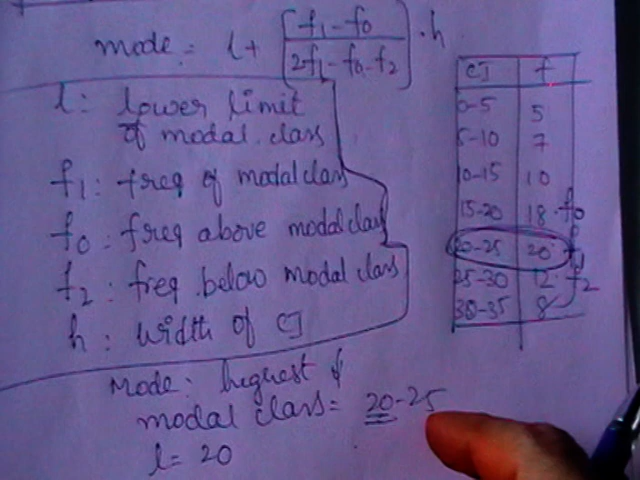 mode = l + [f1 - f0 / 2f1 - f0 - f2] . h
l : lower limit
of modal class
f1 : freq of modal class
f0 : freq above modal class
f2 : freq below modal class
h : width of CI
CI f
0-5 5
5-10 7
10-15 10
15-20 18 f0
20-25 20 f1
25-30 12 f2
30-35 8
Mode : highest f
modal class = 20-25
l = 20